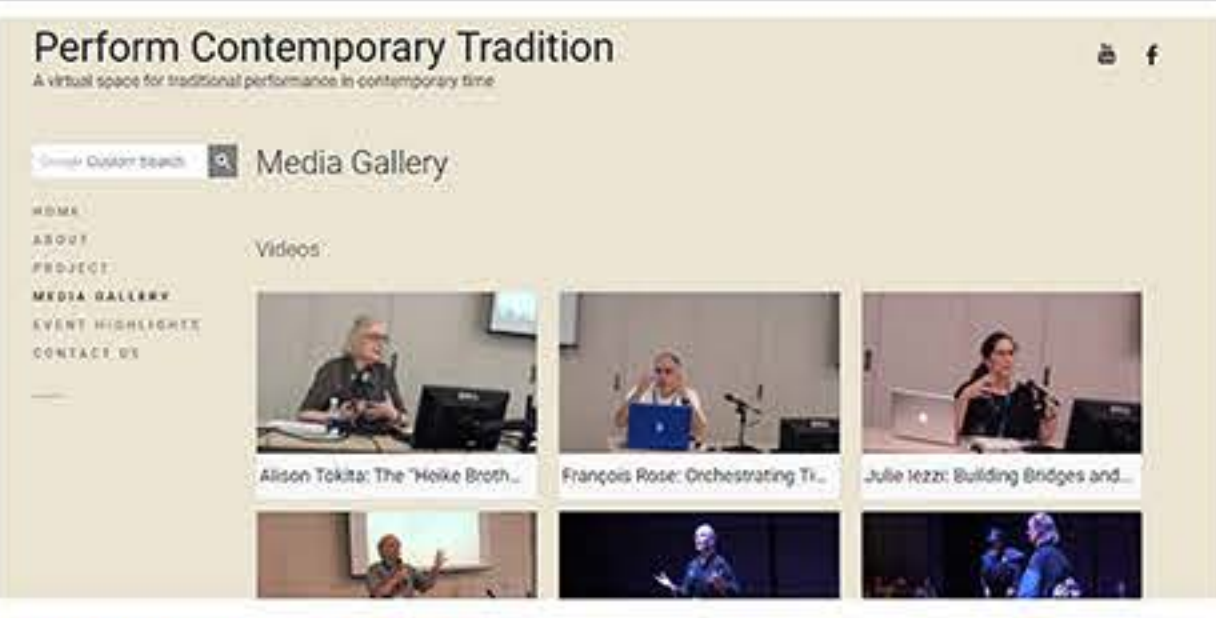 Perform Contemporary Tradition
A virtual space for traditional performance in contemporary time
Google Custom Search
Media Gallery
HOME
ABOUT
PROJECT
MEDIA GALLERY
EVENT HIGHLIGHTS
CONTACT US
Videos
Alison Tokita: The "Heike Broth...
François Rose: Orchestrating Ti...
Julie Iezzi: Building Bridges and...